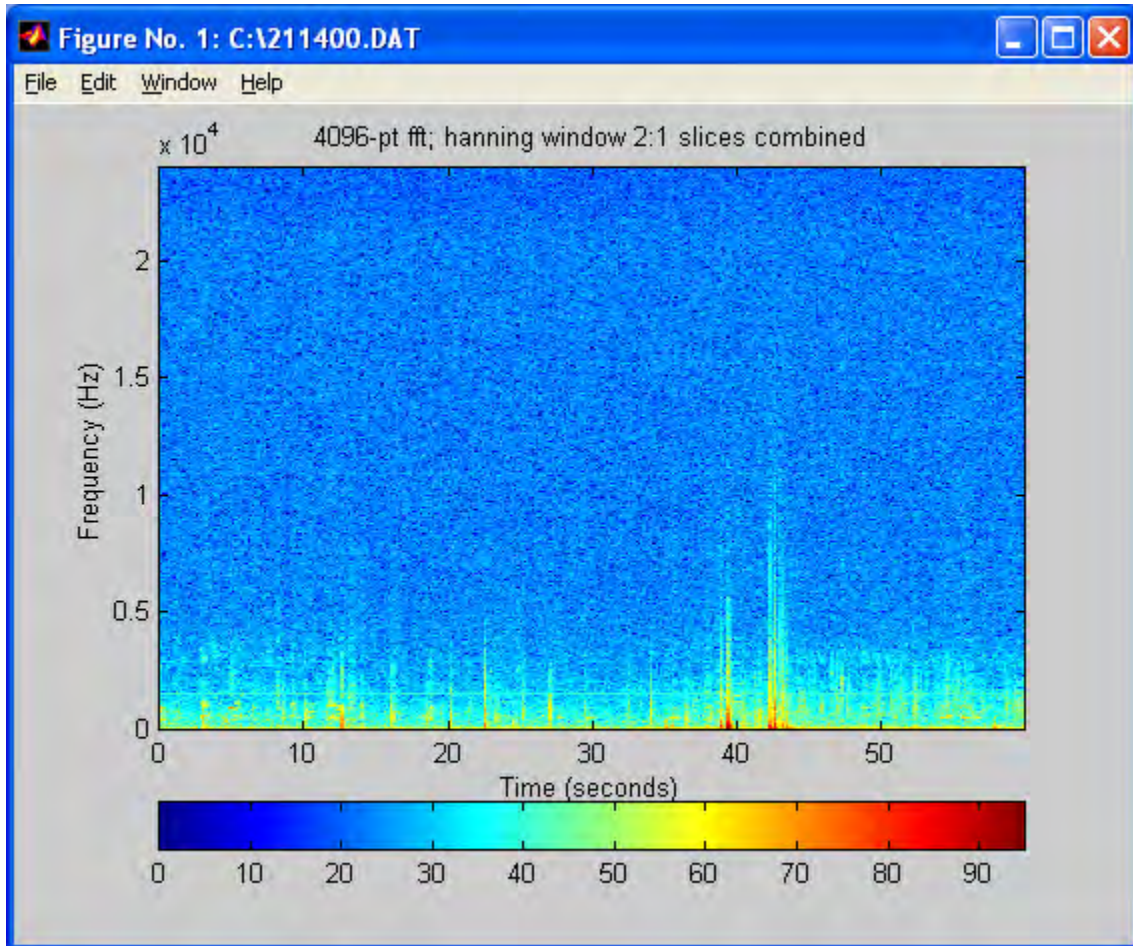 Figure No. 1: C:\211400.DAT
File Edit Window Help
x 10^4
4096-pt fft; hanning window 2:1 slices combined
2
1.5
1
0.5
0
Frequency (Hz)
0 10 20 30 40 50
Time (seconds)
0 10 20 30 40 50 60 70 80 90